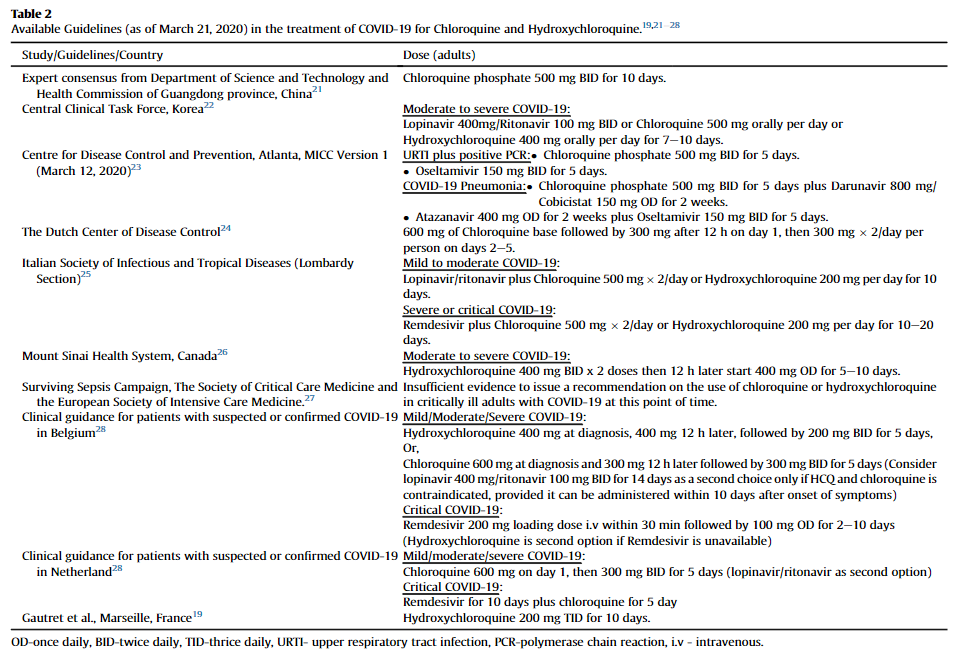 Table 2
Available Guidelines (as of March 21, 2020) in the treatment of COVID-19 for Chloroquine and Hydroxychloroquine.19,21−28
Study/Guidelines/Country Dose (adults)
Expert consensus from Department of Science and Technology and Chloroquine phosphate 500 mg BID for 10 days.
Health Commission of Guangdong province, China21
Central Clinical Task Force, Korea22 Moderate to severe COVID-19:
Lopinavir 400mg/Ritonavir 100 mg BID or Chloroquine 500 mg orally per day or
Hydroxychloroquine 400 mg orally per day for 7−10 days.
Centre for Disease Control and Prevention, Atlanta, MICC Version 1 URTI plus positive PCR:• Chloroquine phosphate 500 mg BID for 5 days.
(March 12, 2020)23 • Oseltamivir 150 mg BID for 5 days.
COVID-19 Pneumonia:• Chloroquine phosphate 500 mg BID for 5 days plus Darunavir 800 mg/
Cobicistat 150 mg OD for 2 weeks.
• Atazanavir 400 mg OD for 2 weeks plus Oseltamivir 150 mg BID for 5 days.
The Dutch Center of Disease Control24 600 mg of Chloroquine base followed by 300 mg after 12 h on day 1, then 300 mg × 2/day per
person on days 2−5.
Italian Society of Infectious and Tropical Diseases (Lombardy Mild to moderate COVID-19:
Section)25 Lopinavir/ritonavir plus Chloroquine 500 mg × 2/day or Hydroxychloroquine 200 mg per day for 10
days.
Severe or critical COVID-19:
Remdesivir plus Chloroquine 500 mg × 2/day or Hydroxychloroquine 200 mg per day for 10−20
days.
Mount Sinai Health System, Canada26 Moderate to severe COVID-19:
Hydroxychloroquine 400 mg BID x 2 doses then 12 h later start 400 mg OD for 5−10 days.
Surviving Sepsis Campaign, The Society of Critical Care Medicine and Insufficient evidence to issue a recommendation on the use of chloroquine or hydroxychloroquine
the European Society of Intensive Care Medicine.27 in critically ill adults with COVID-19 at this point of time.
Clinical guidance for patients with suspected or confirmed COVID-19 Mild/Moderate/Severe COVID-19:
in Belgium28 Hydroxychloroquine 400 mg at diagnosis, 400 mg 12 h later, followed by 200 mg BID for 5 days,
Or,
Chloroquine 600 mg at diagnosis and 300 mg 12 h later followed by 300 mg BID for 5 days (Consider
lopinavir 400 mg/ritonavir 100 mg BID for 14 days as a second choice only if HCQ and chloroquine is
contraindicated, provided it can be administered within 10 days after onset of symptoms)
Critical COVID-19:
Remdesivir 200 mg loading dose i.v within 30 min followed by 100 mg OD for 2−10 days
(Hydroxychloroquine is second option if Remdesivir is unavailable)
Clinical guidance for patients with suspected or confirmed COVID-19 Mild/moderate/severe COVID-19:
in Netherland28 Chloroquine 600 mg on day 1, then 300 mg BID for 5 days (lopinavir/ritonavir as second option)
Critical COVID-19:
Remdesivir for 10 days plus chloroquine for 5 day
Gautret et al., Marseille, France19 Hydroxychloroquine 200 mg TID for 10 days.
OD-once daily, BID-twice daily, TID-thrice daily, URTI- upper respiratory tract infection, PCR-polymerase chain reaction, i.v - intravenous.